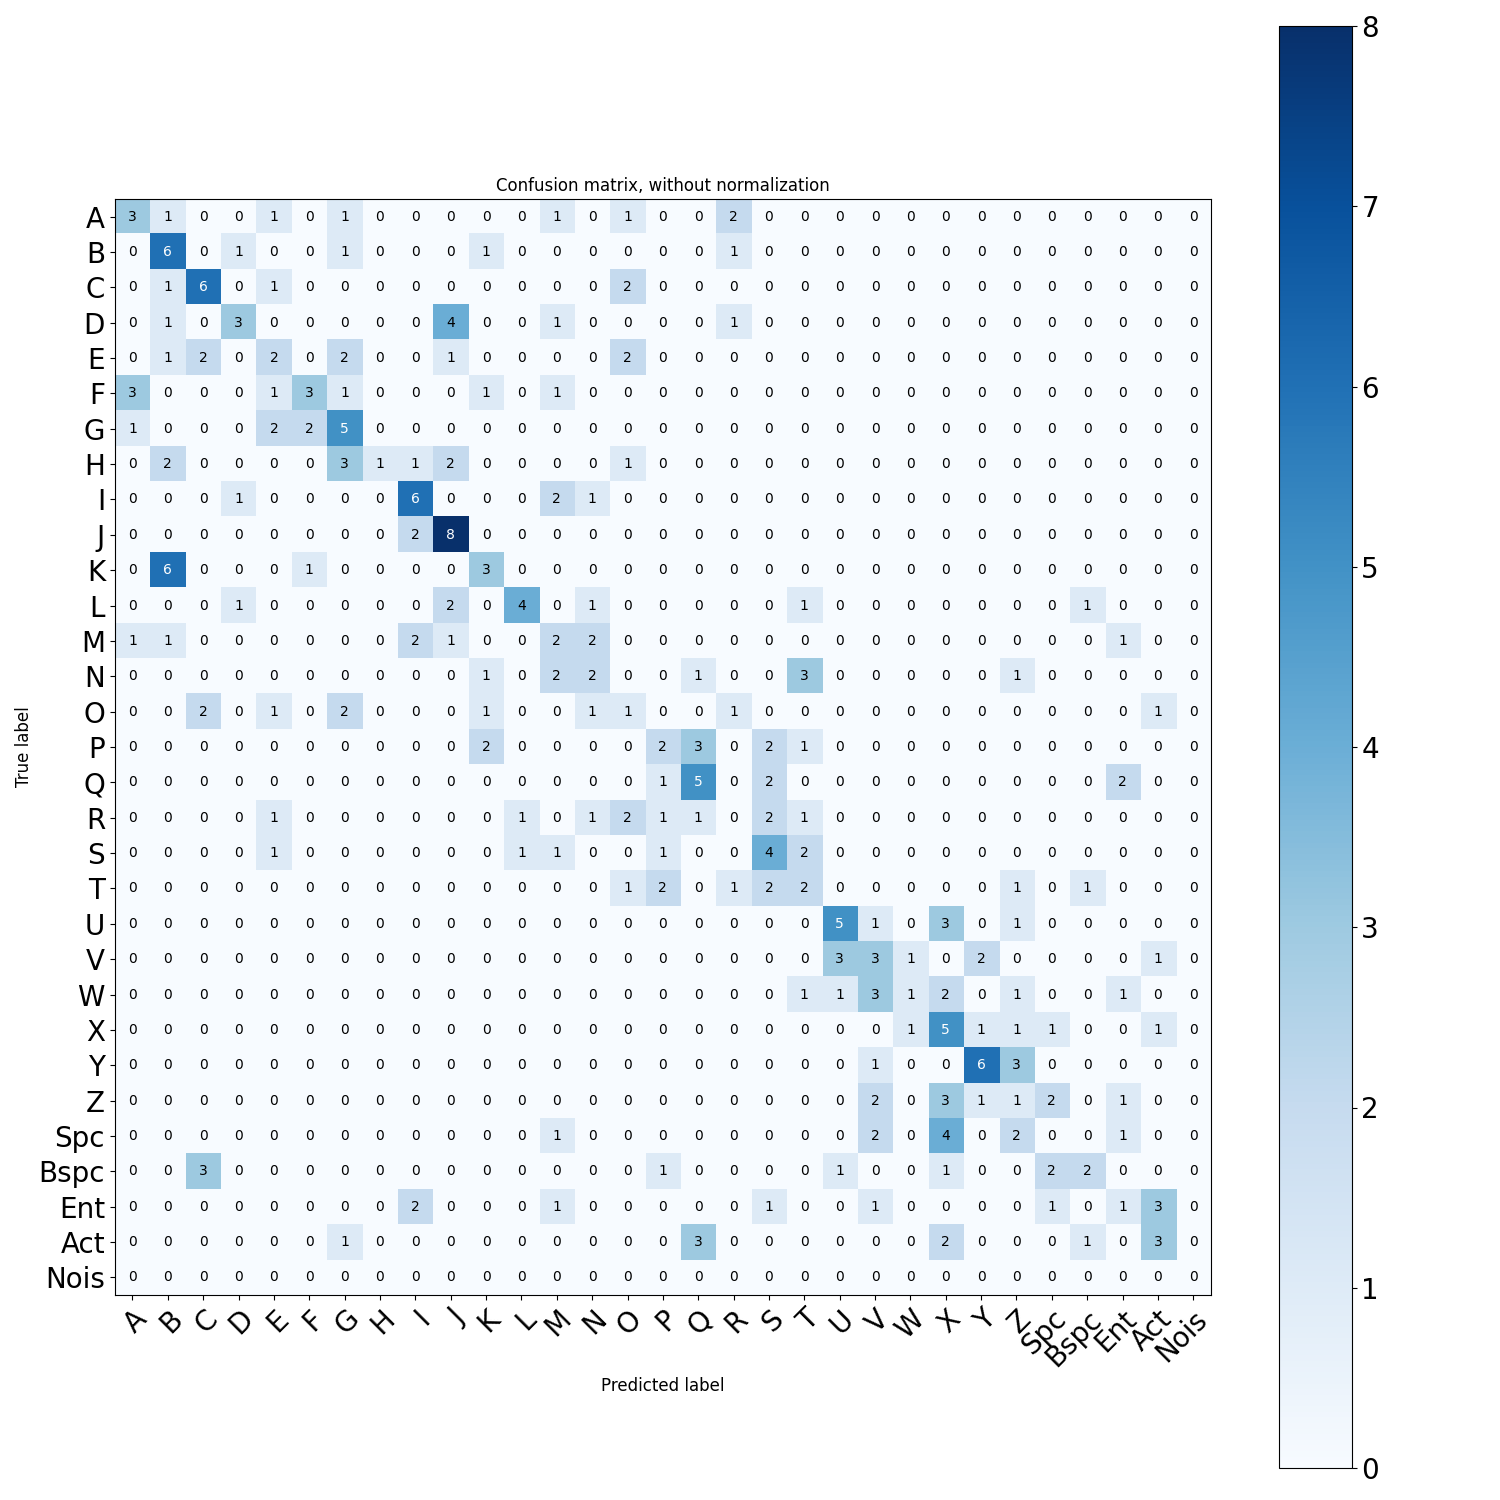 Confusion matrix, without normalization
A 3 1 0 0 1 0 1 0 0 0 0 0 1 0 1 0 0 2 0 0 0 0 0 0 0 0 0 0 0 0 0
B 0 6 0 1 0 0 1 0 0 0 1 0 0 0 0 0 0 1 0 0 0 0 0 0 0 0 0 0 0 0 0
C 0 1 6 0 1 0 0 0 0 0 0 0 0 0 2 0 0 0 0 0 0 0 0 0 0 0 0 0 0 0 0
D 0 1 0 3 0 0 0 0 0 4 0 0 1 0 0 0 0 1 0 0 0 0 0 0 0 0 0 0 0 0 0
E 0 1 2 0 2 0 2 0 0 1 0 0 0 0 2 0 0 0 0 0 0 0 0 0 0 0 0 0 0 0 0
F 3 0 0 0 1 3 1 0 0 0 1 0 1 0 0 0 0 0 0 0 0 0 0 0 0 0 0 0 0 0 0
G 1 0 0 0 2 2 5 0 0 0 0 0 0 0 0 0 0 0 0 0 0 0 0 0 0 0 0 0 0 0 0
H 0 2 0 0 0 0 3 1 1 2 0 0 0 0 1 0 0 0 0 0 0 0 0 0 0 0 0 0 0 0 0
I 0 0 0 1 0 0 0 0 6 0 0 0 2 1 0 0 0 0 0 0 0 0 0 0 0 0 0 0 0 0 0
J 0 0 0 0 0 0 0 0 2 8 0 0 0 0 0 0 0 0 0 0 0 0 0 0 0 0 0 0 0 0 0
K 0 6 0 0 0 1 0 0 0 0 3 0 0 0 0 0 0 0 0 0 0 0 0 0 0 0 0 0 0 0 0
L 0 0 0 1 0 0 0 0 0 2 0 4 0 1 0 0 0 0 0 1 0 0 0 0 0 0 0 1 0 0 0
M 1 1 0 0 0 0 0 0 2 1 0 0 2 2 0 0 0 0 0 0 0 0 0 0 0 0 0 0 1 0 0
N 0 0 0 0 0 0 0 0 0 0 1 0 2 2 0 0 1 0 0 3 0 0 0 0 0 1 0 0 0 0 0
O 0 0 2 0 1 0 2 0 0 0 1 0 0 1 1 0 0 1 0 0 0 0 0 0 0 0 0 0 0 1 0
P 0 0 0 0 0 0 0 0 0 0 2 0 0 0 0 2 3 0 2 1 0 0 0 0 0 0 0 0 0 0 0
Q 0 0 0 0 0 0 0 0 0 0 0 0 0 0 0 1 5 0 2 0 0 0 0 0 0 0 0 0 2 0 0
R 0 0 0 0 1 0 0 0 0 0 0 1 0 1 2 1 1 0 2 1 0 0 0 0 0 0 0 0 0 0 0
S 0 0 0 0 1 0 0 0 0 0 0 1 1 0 0 1 0 0 4 2 0 0 0 0 0 0 0 0 0 0 0
T 0 0 0 0 0 0 0 0 0 0 0 0 0 0 1 2 0 1 2 2 0 0 0 0 0 1 0 1 0 0 0
U 0 0 0 0 0 0 0 0 0 0 0 0 0 0 0 0 0 0 0 0 5 1 0 3 0 1 0 0 0 0 0
V 0 0 0 0 0 0 0 0 0 0 0 0 0 0 0 0 0 0 0 0 3 3 1 0 2 0 0 0 0 1 0
W 0 0 0 0 0 0 0 0 0 0 0 0 0 0 0 0 0 0 0 1 1 3 1 2 0 1 0 0 1 0 0
X 0 0 0 0 0 0 0 0 0 0 0 0 0 0 0 0 0 0 0 0 0 0 1 5 1 1 1 0 0 1 0
Y 0 0 0 0 0 0 0 0 0 0 0 0 0 0 0 0 0 0 0 0 0 1 0 0 6 3 0 0 0 0 0
Z 0 0 0 0 0 0 0 0 0 0 0 0 0 0 0 0 0 0 0 0 0 2 0 3 1 1 2 0 1 0 0
Spc 0 0 0 0 0 0 0 0 0 0 0 0 1 0 0 0 0 0 0 0 0 2 0 4 0 2 0 0 1 0 0
Bspc 0 0 3 0 0 0 0 0 0 0 0 0 0 0 0 1 0 0 0 0 1 0 0 1 0 0 2 2 0 0 0
Ent 0 0 0 0 0 0 0 0 2 0 0 0 1 0 0 0 0 0 1 0 0 1 0 0 0 0 1 0 1 3 0
Act 0 0 0 0 0 0 1 0 0 0 0 0 0 0 0 0 3 0 0 0 0 0 0 2 0 0 0 1 0 3 0
Nois 0 0 0 0 0 0 0 0 0 0 0 0 0 0 0 0 0 0 0 0 0 0 0 0 0 0 0 0 0 0 0
A B C D E F G H I J K L M N O P Q R S T U V W X Y Z Spc Bspc Ent Act Nois
Predicted label
True label
8
7
6
5
4
3
2
1
0